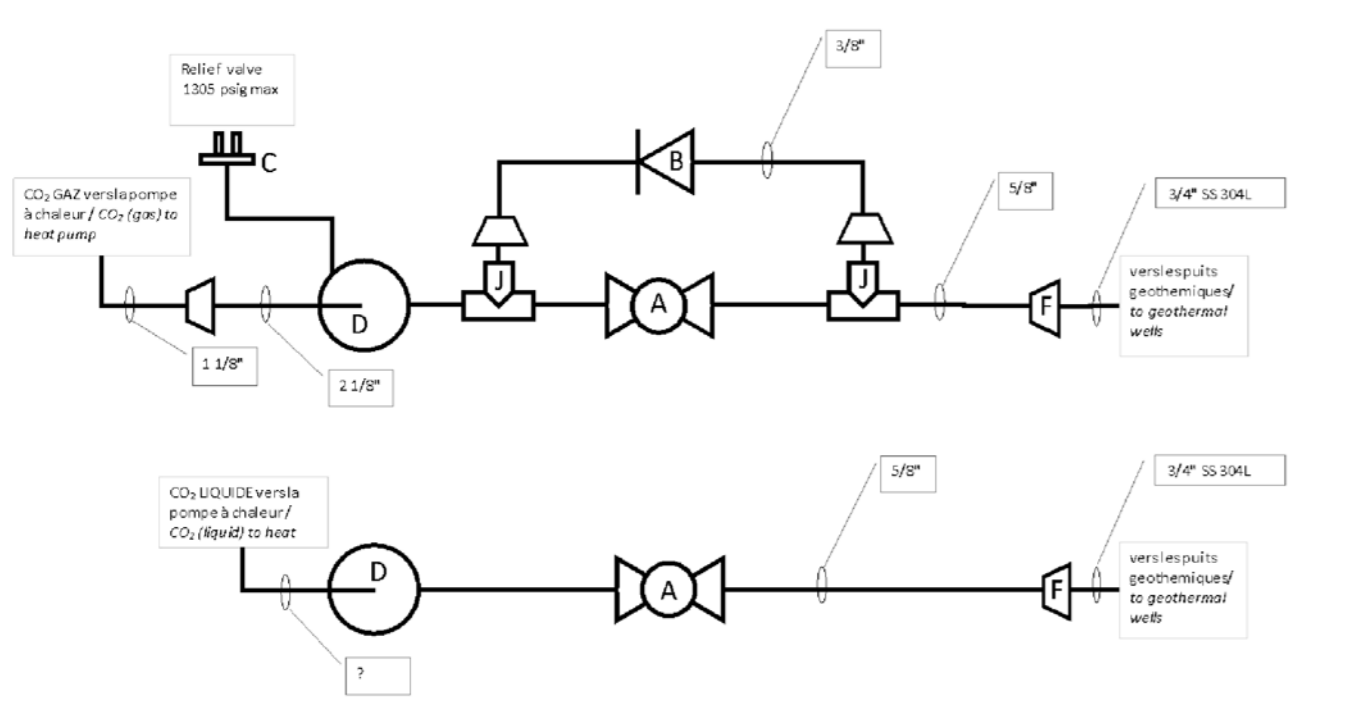 3/8"
Relief valve
1305 psig max
C
B
CO₂ GAZ vers la pompe
à chaleur / CO₂ (gas) to
heat pump
5/8"
3/4" SS 304L
J
J
A
D
F
vers les puits
geothemiques/
to geothermal
wells
1 1/8"
2 1/8"
5/8"
3/4" SS 304L
CO₂ LIQUIDE vers la
pompe à chaleur /
CO₂ (liquid) to heat
D
A
F
vers les puits
geothemiques/
to geothermal
wells
?